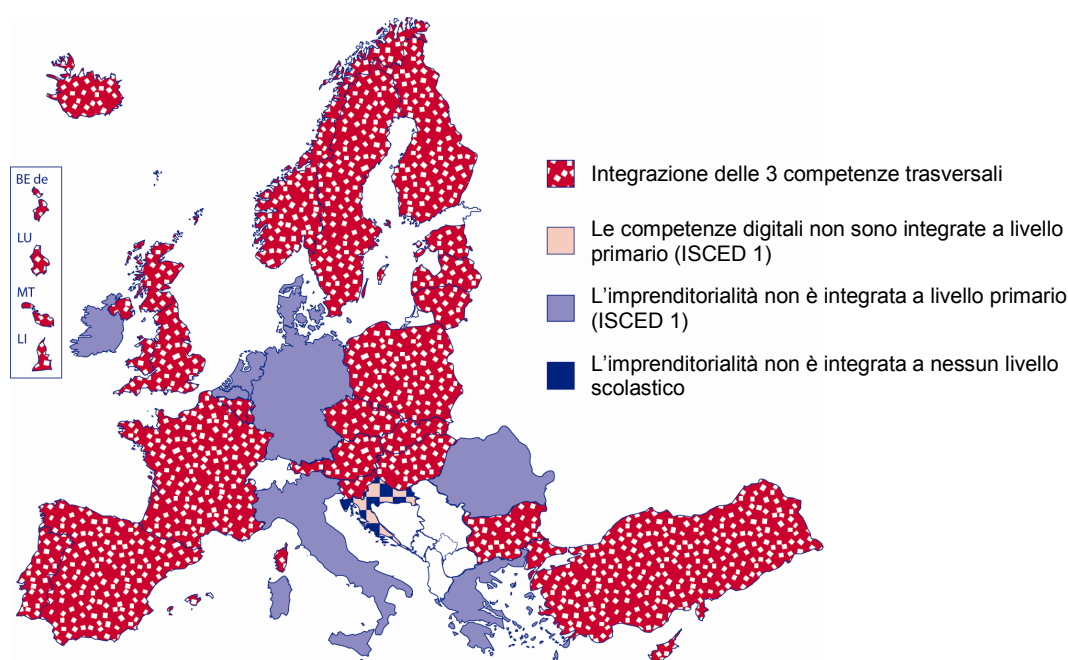 BE de
LU
MT
LI
Integrazione delle 3 competenze trasversali
Le competenze digitali non sono integrate a livello
primario (ISCED 1)
L’imprenditorialità non è integrata a livello primario
(ISCED 1)
L’imprenditorialità non è integrata a nessun livello
scolastico